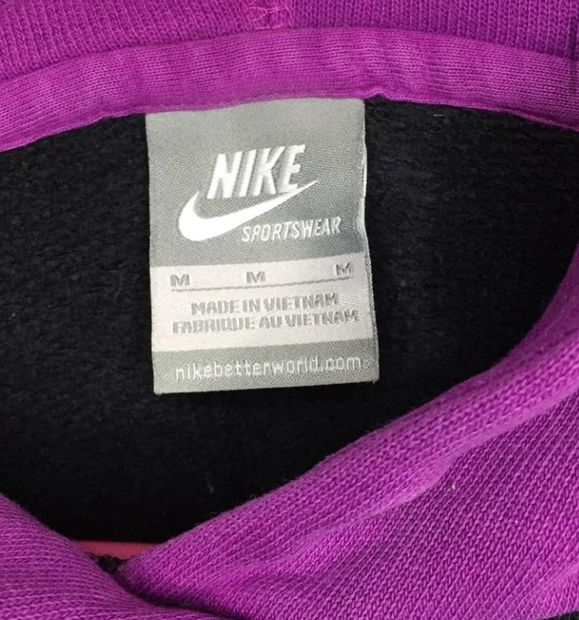 NIKE
SPORTSWEAR
M M M
MADE IN VIETNAM
FABRIQUE AU VIETNAM
nikebetterworld.com